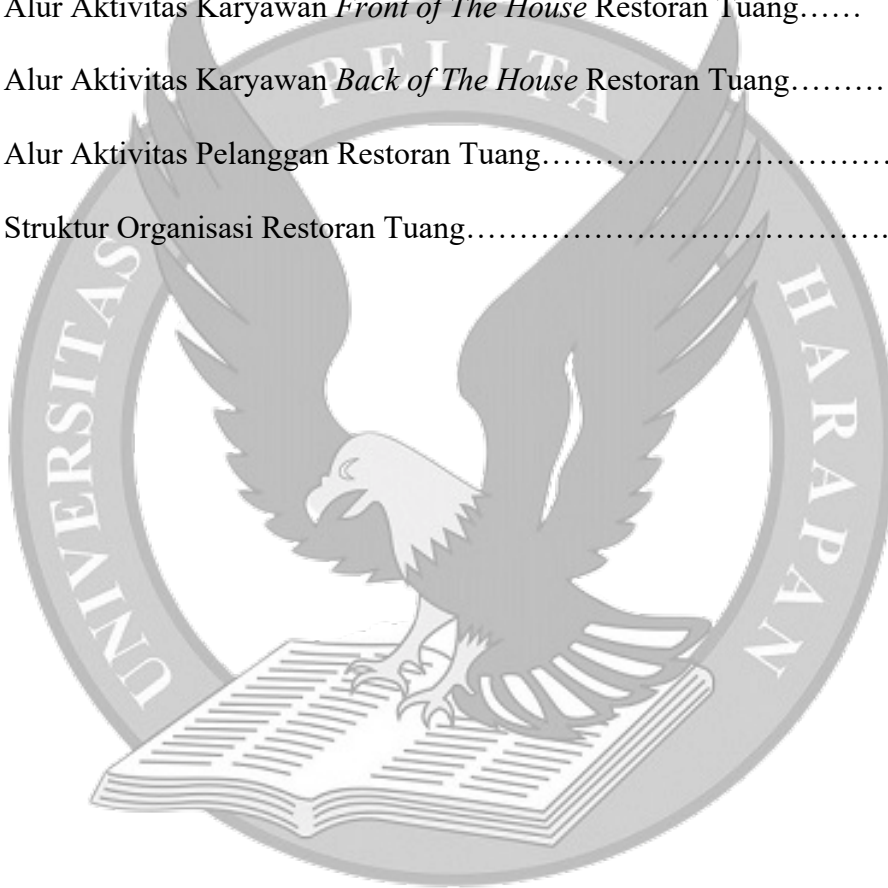 Alur Aktivitas Karyawan Front of The House Restoran Tuang……
Alur Aktivitas Karyawan Back of The House Restoran Tuang………
Alur Aktivitas Pelanggan Restoran Tuang……………………………….
Struktur Organisasi Restoran Tuang…………………………………….
UNIVERSITAS PELITA HARAPAN